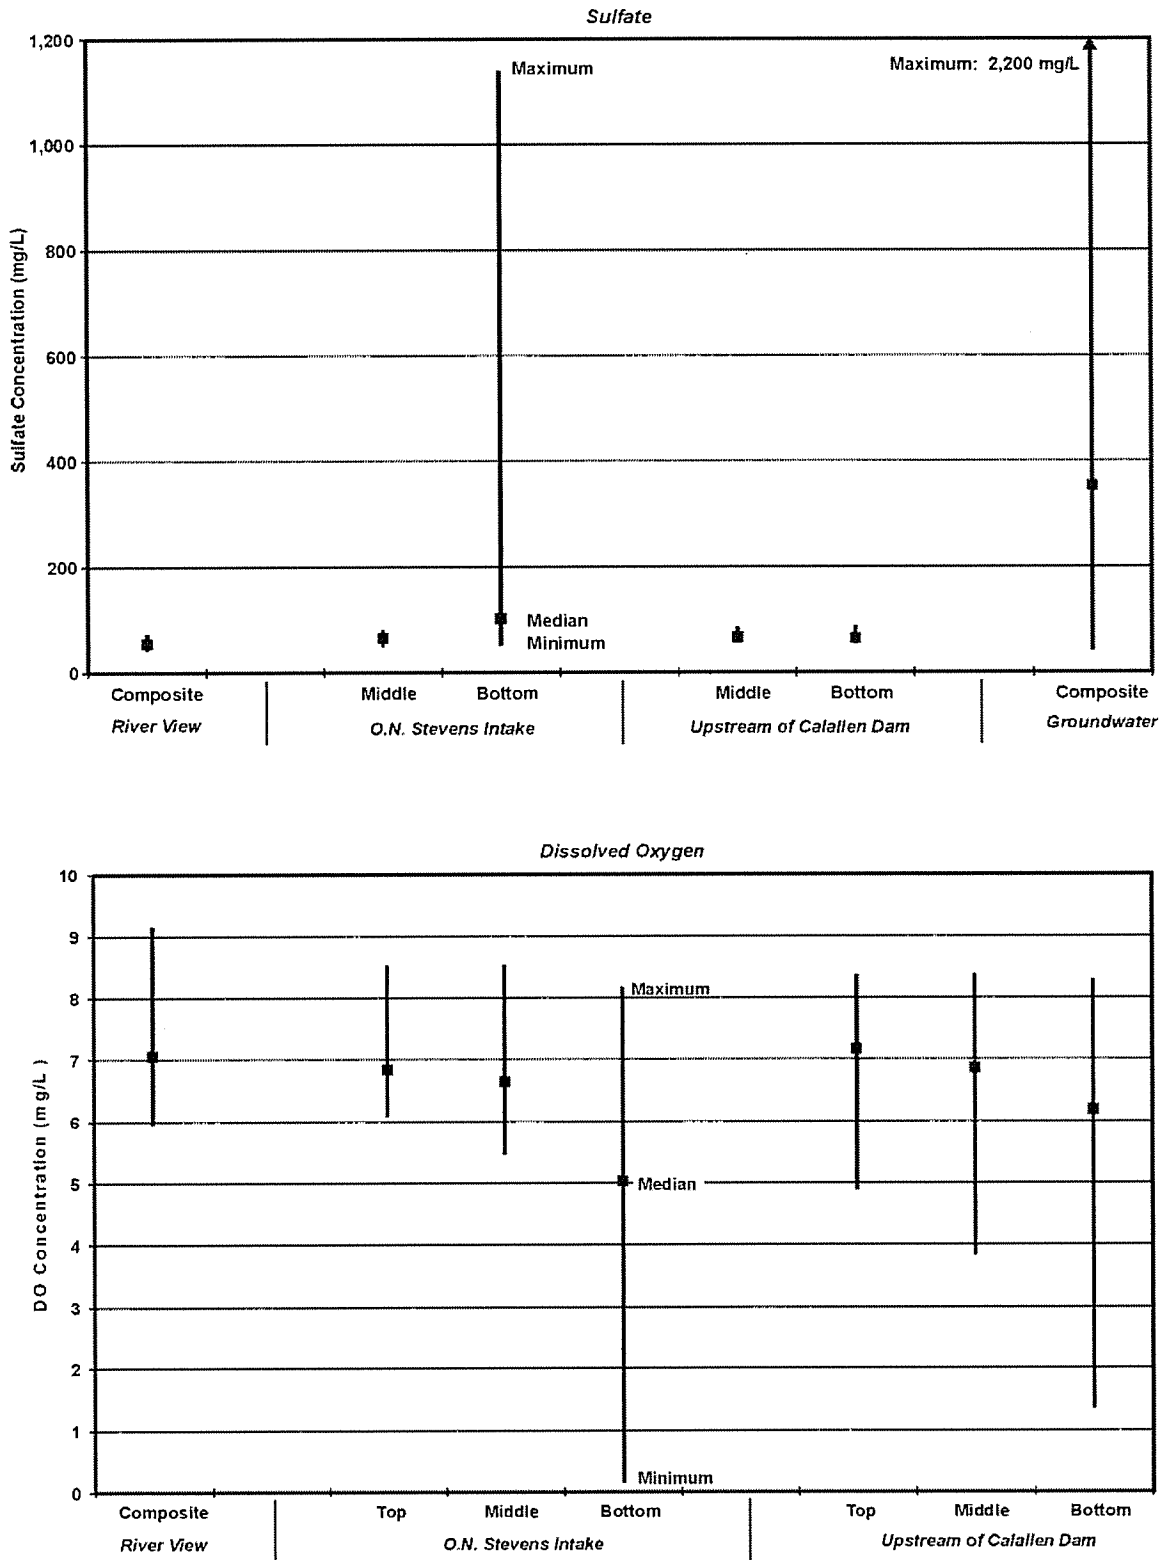 Sulfate
1,200
Maximum
Maximum: 2,200 mg/L
1,000
800
600
400
200
0
Sulfate Concentration (mg/L)
Median
Minimum
Composite Middle Bottom Middle Bottom Composite
River View O.N. Stevens Intake Upstream of Calallen Dam Groundwater
Dissolved Oxygen
10
9
8
7
6
5
4
3
2
1
0
DO Concentration (mg/L)
Maximum
Median
Minimum
Composite Top Middle Bottom Top Middle Bottom
River View O.N. Stevens Intake Upstream of Calallen Dam